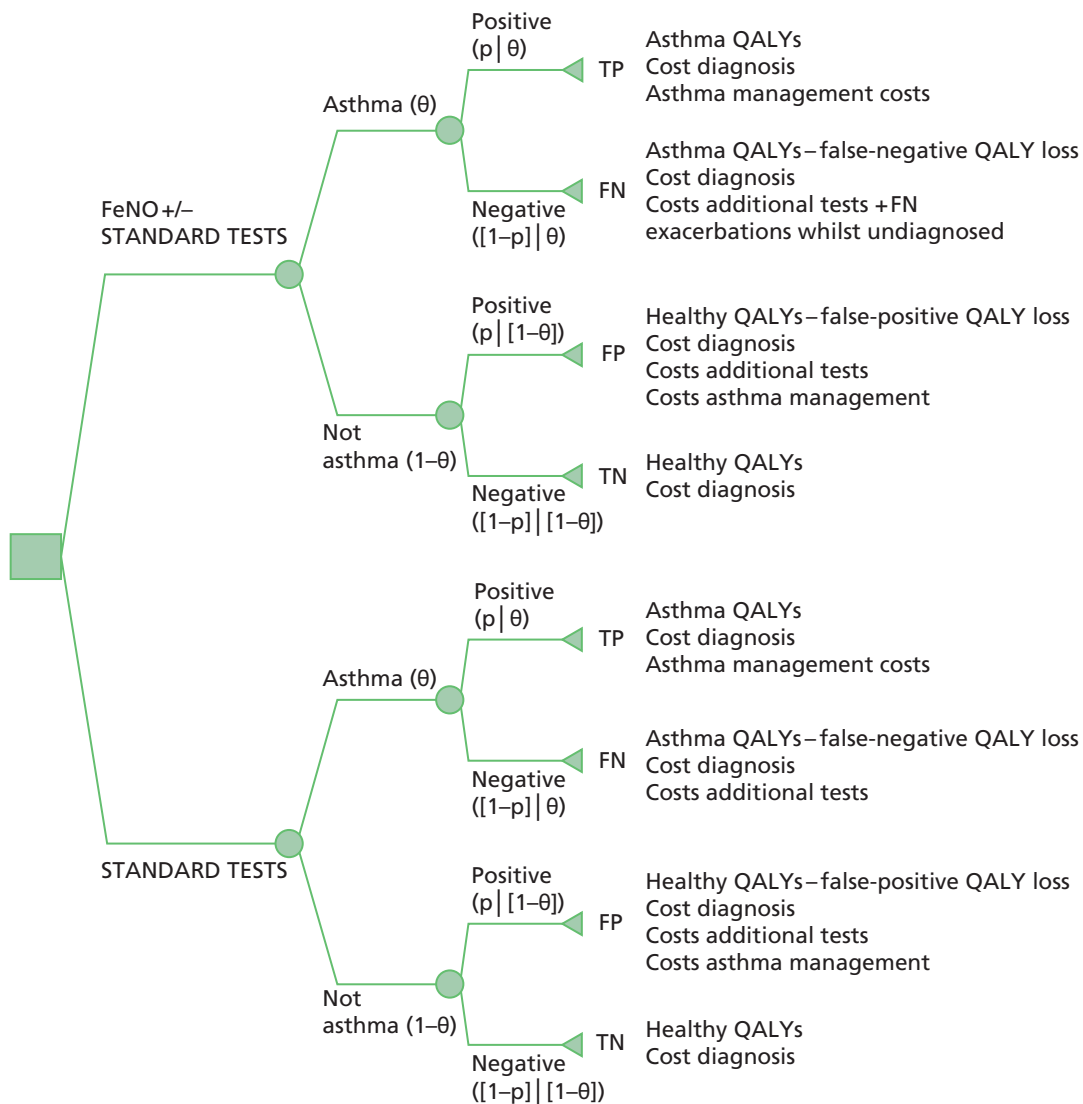 Positive
(p | θ)
TP
Asthma QALYs
Cost diagnosis
Asthma management costs
Asthma (θ)
Negative
([1–p] | θ)
FN
Asthma QALYs–false-negative QALY loss
Cost diagnosis
Costs additional tests +FN
exacerbations whilst undiagnosed
FeNO+/–
STANDARD TESTS
Positive
(p | [1–θ])
FP
Healthy QALYs–false-positive QALY loss
Cost diagnosis
Costs additional tests
Costs asthma management
Not
asthma (1–θ)
Negative
([1–p] | [1–θ])
TN
Healthy QALYs
Cost diagnosis
Positive
(p | θ)
TP
Asthma QALYs
Cost diagnosis
Asthma management costs
Asthma (θ)
Negative
([1–p] | θ)
FN
Asthma QALYs–false-negative QALY loss
Cost diagnosis
Costs additional tests
STANDARD TESTS
Positive
(p | [1–θ])
FP
Healthy QALYs–false-positive QALY loss
Cost diagnosis
Costs additional tests
Costs asthma management
Not
asthma (1–θ)
Negative
([1–p] | [1–θ])
TN
Healthy QALYs
Cost diagnosis